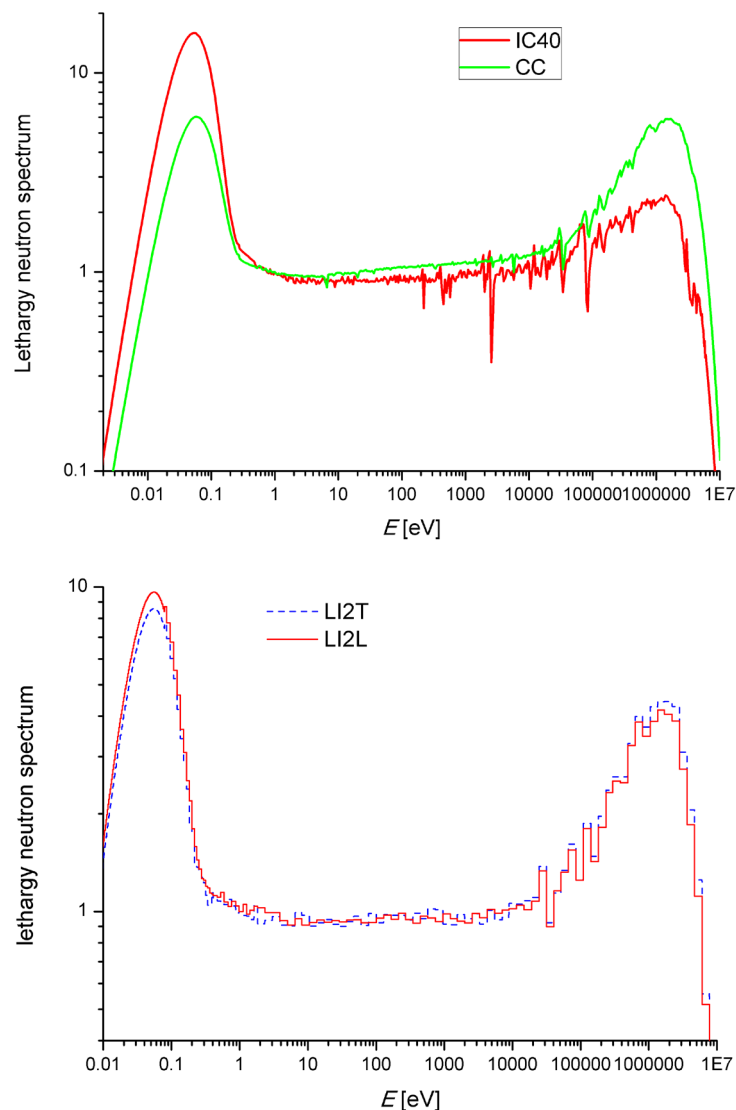 IC40
CC
10
1
0.1
Lethargy neutron spectrum
0.01 0.1 1 10 100 1000 10000 100000 1000000 1E7
E [eV]
LI2T
LI2L
10
1
lethargy neutron spectrum
0.01 0.1 1 10 100 1000 10000 100000 1000000 1E7
E [eV]